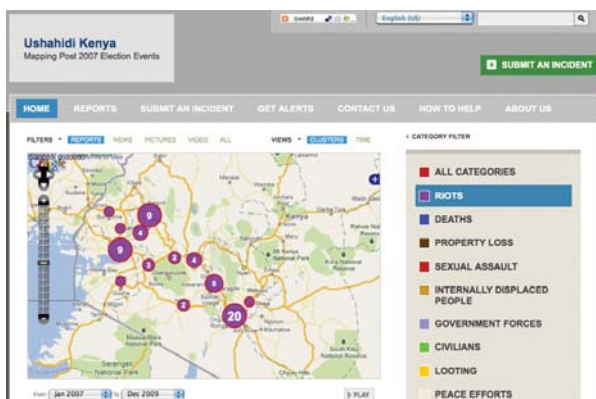 SHARE
English (US)
Ushahidi Kenya
Mapping Post 2007 Election Events
SUBMIT AN INCIDENT
HOME REPORTS SUBMIT AN INCIDENT GET ALERTS CONTACT US HOW TO HELP ABOUT US
FILTERS REPORTS NEWS PICTURES VIDEO ALL VIEWS CLUSTERS TIME
CATEGORY FILTER
ALL CATEGORIES
RIOTS
DEATHS
PROPERTY LOSS
SEXUAL ASSAULT
INTERNALLY DISPLACED
PEOPLE
GOVERNMENT FORCES
CIVILIANS
LOOTING
PEACE EFFORTS
Kenya
9
4
9
3
2
4
5
2
20
From: Jan 2007 to Dec 2009 PLAY